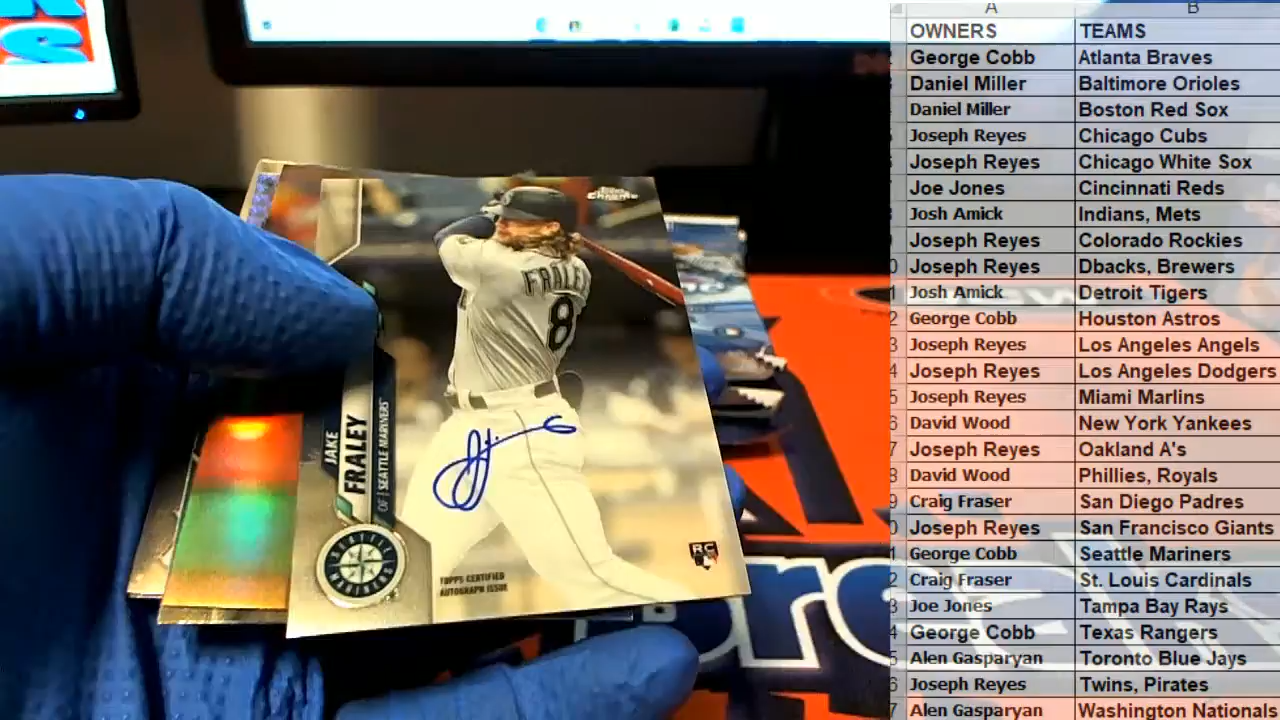 TOPPS CHROME
FRALEY
8
JAKE
FRALEY
OF | SEATTLE MARINERS
SEATTLE
MARINERS
TOPPS CERTIFIED
AUTOGRAPH ISSUE
RC
A B
OWNERS TEAMS
George Cobb Atlanta Braves
Daniel Miller Baltimore Orioles
Daniel Miller Boston Red Sox
Joseph Reyes Chicago Cubs
Joseph Reyes Chicago White Sox
Joe Jones Cincinnati Reds
Josh Amick Indians, Mets
Joseph Reyes Colorado Rockies
Joseph Reyes Dbacks, Brewers
Josh Amick Detroit Tigers
George Cobb Houston Astros
Joseph Reyes Los Angeles Angels
Joseph Reyes Los Angeles Dodgers
Joseph Reyes Miami Marlins
David Wood New York Yankees
Joseph Reyes Oakland A's
David Wood Phillies, Royals
Craig Fraser San Diego Padres
Joseph Reyes San Francisco Giants
George Cobb Seattle Mariners
Craig Fraser St. Louis Cardinals
Joe Jones Tampa Bay Rays
George Cobb Texas Rangers
Alen Gasparyan Toronto Blue Jays
Joseph Reyes Twins, Pirates
Alen Gasparyan Washington Nationals